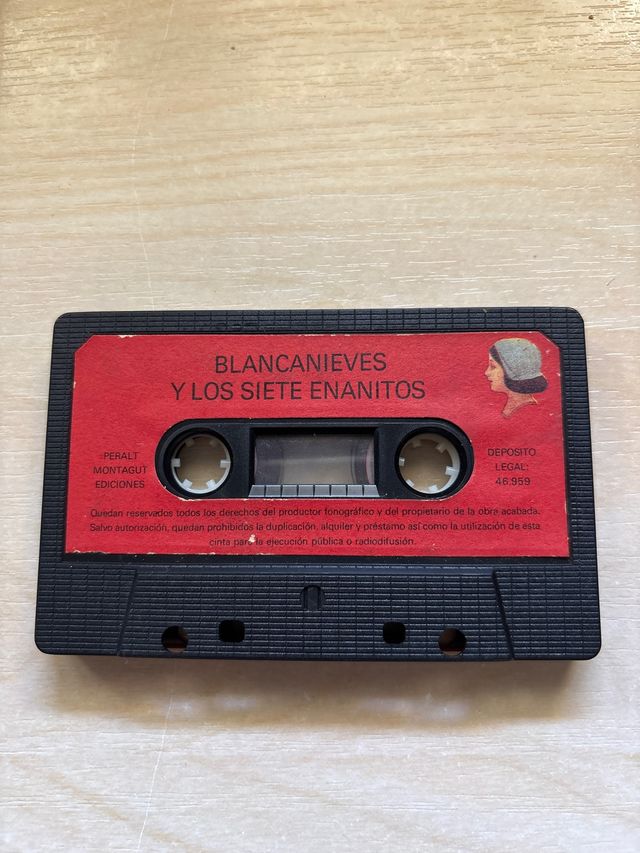 BLANCANIEVES
Y LOS SIETE ENANITOS
PERALT
MONTAGUT
EDICIONES
DEPOSITO
LEGAL:
46.959
Quedan reservados todos los derechos del productor fonográfico y del propietario de la obra acabada.
Salvo autorización, quedan prohibidos la duplicación, alquiler y préstamo así como la utilización de esta
cinta para la ejecución pública o radiodifusión.